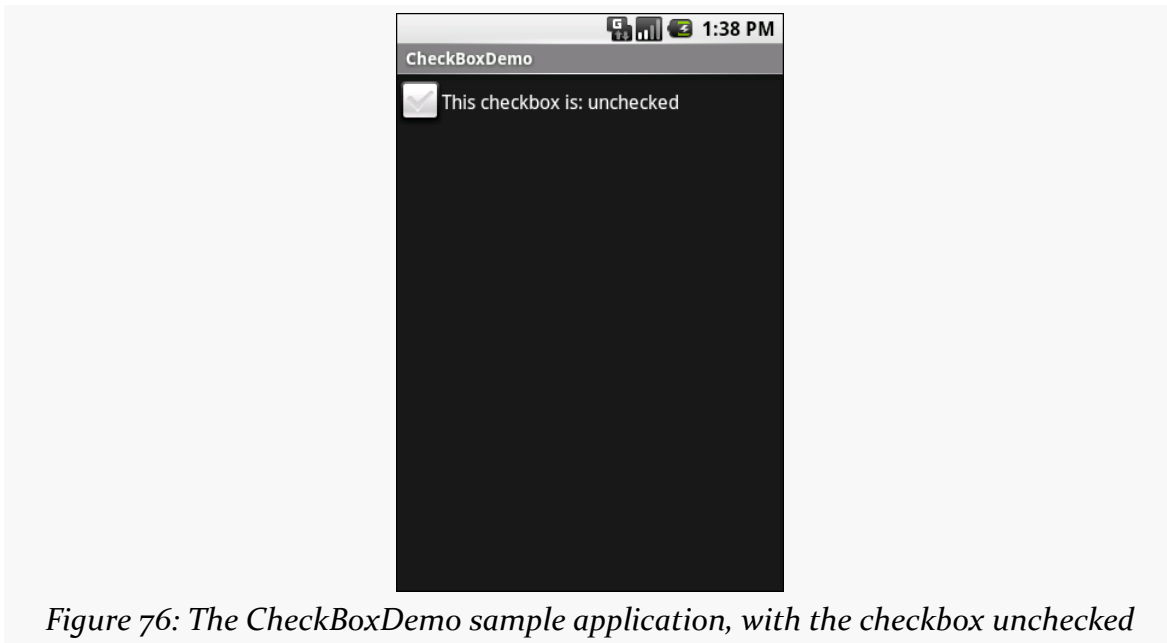 G
1:38 PM
CheckBoxDemo
This checkbox is: unchecked
Figure 76: The CheckBoxDemo sample application, with the checkbox unchecked